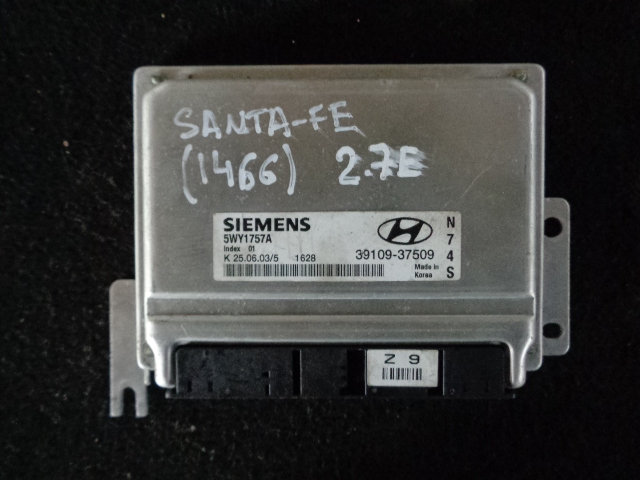 SANTA-FE
(1466) 2.7E
SIEMENS
5WY1757A
Index 01
K 25.06.03/5 1628
39109-37509
Made in
Korea
N
7
4
S
Z 9